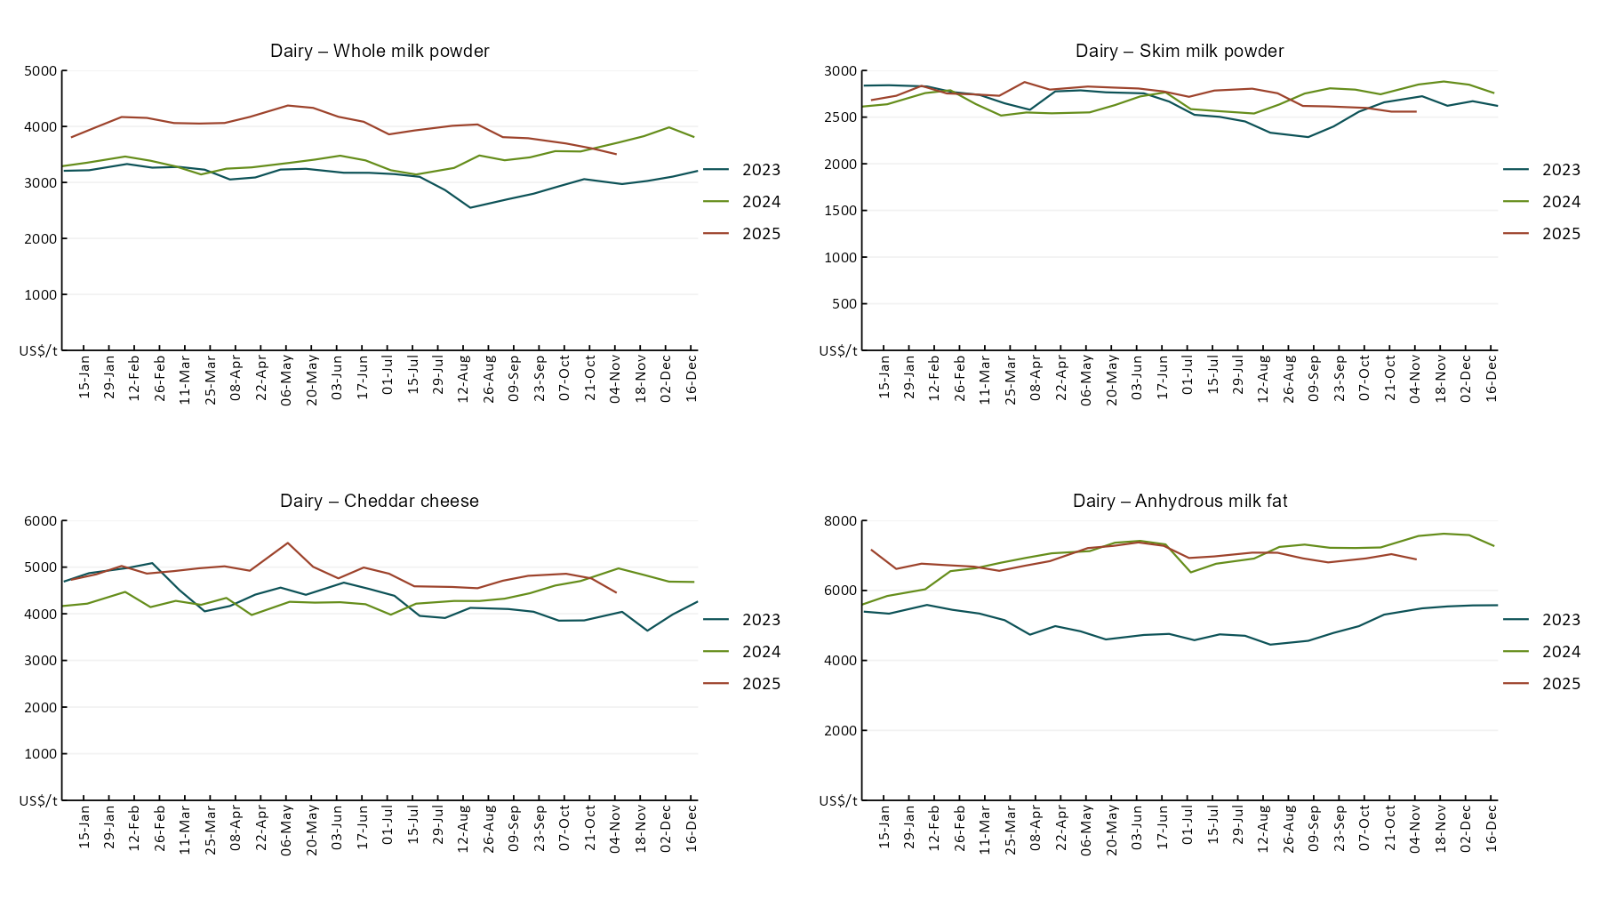 Dairy – Whole milk powder
5000
4000
3000
2000
1000
US$/t
15-Jan
29-Jan
12-Feb
26-Feb
11-Mar
25-Mar
08-Apr
22-Apr
06-May
20-May
03-Jun
17-Jun
01-Jul
15-Jul
29-Jul
12-Aug
26-Aug
09-Sep
23-Sep
07-Oct
21-Oct
04-Nov
18-Nov
02-Dec
16-Dec
2023
2024
2025
Dairy – Skim milk powder
3000
2500
2000
1500
1000
500
US$/t
15-Jan
29-Jan
12-Feb
26-Feb
11-Mar
25-Mar
08-Apr
22-Apr
06-May
20-May
03-Jun
17-Jun
01-Jul
15-Jul
29-Jul
12-Aug
26-Aug
09-Sep
23-Sep
07-Oct
21-Oct
04-Nov
18-Nov
02-Dec
16-Dec
2023
2024
2025
Dairy – Cheddar cheese
6000
5000
4000
3000
2000
1000
US$/t
15-Jan
29-Jan
12-Feb
26-Feb
11-Mar
25-Mar
08-Apr
22-Apr
06-May
20-May
03-Jun
17-Jun
01-Jul
15-Jul
29-Jul
12-Aug
26-Aug
09-Sep
23-Sep
07-Oct
21-Oct
04-Nov
18-Nov
02-Dec
16-Dec
2023
2024
2025
Dairy – Anhydrous milk fat
8000
6000
4000
2000
US$/t
15-Jan
29-Jan
12-Feb
26-Feb
11-Mar
25-Mar
08-Apr
22-Apr
06-May
20-May
03-Jun
17-Jun
01-Jul
15-Jul
29-Jul
12-Aug
26-Aug
09-Sep
23-Sep
07-Oct
21-Oct
04-Nov
18-Nov
02-Dec
16-Dec
2023
2024
2025